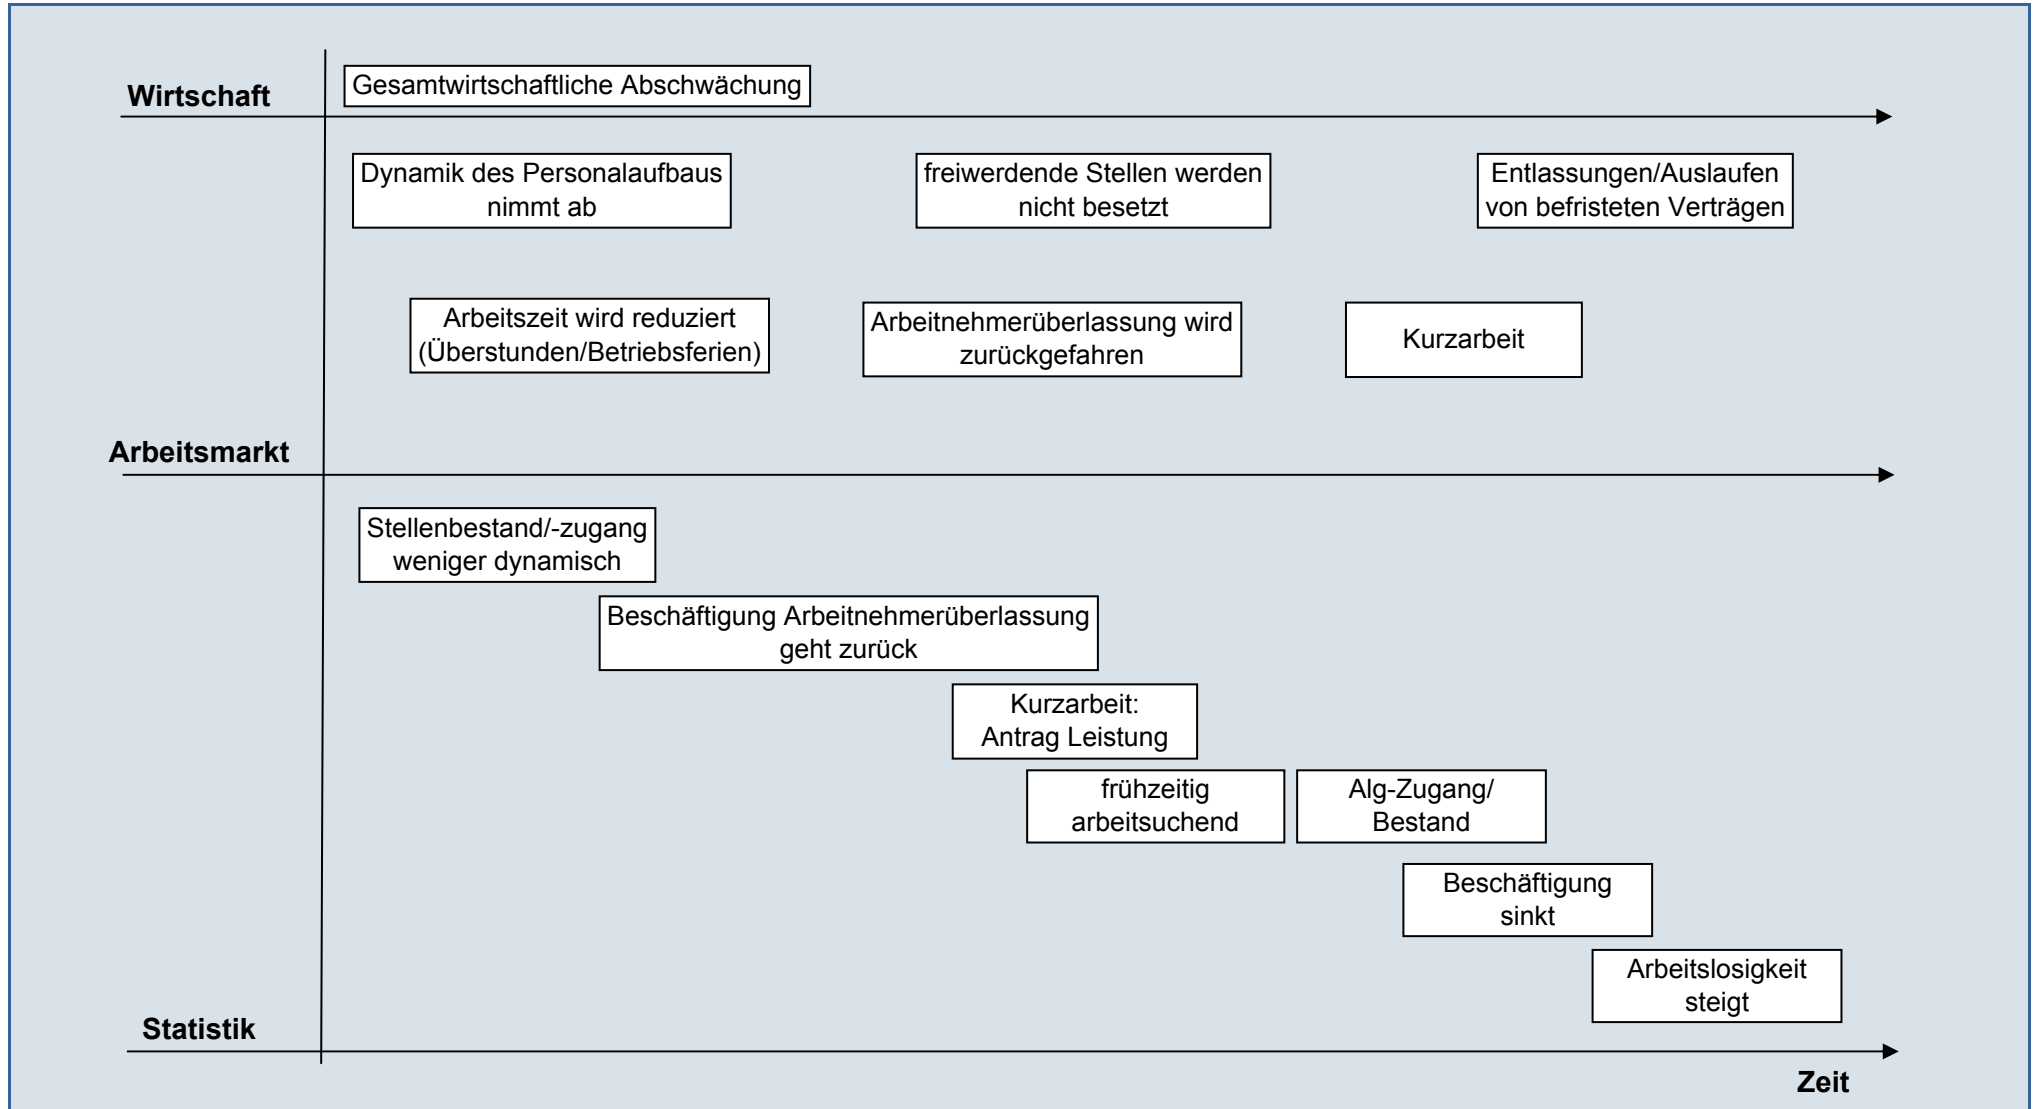 Wirtschaft
Gesamtwirtschaftliche Abschwächung
Dynamik des Personalaufbaus
nimmt ab
freiwerdende Stellen werden
nicht besetzt
Entlassungen/Auslaufen
von befristeten Verträgen
Arbeitszeit wird reduziert
(Überstunden/Betriebsferien)
Arbeitnehmerüberlassung wird
zurückgefahren
Kurzarbeit
Arbeitsmarkt
Stellenbestand/-zugang
weniger dynamisch
Beschäftigung Arbeitnehmerüberlassung
geht zurück
Kurzarbeit:
Antrag Leistung
frühzeitig
arbeitsuchend
Alg-Zugang/
Bestand
Beschäftigung
sinkt
Arbeitslosigkeit
steigt
Statistik
Zeit